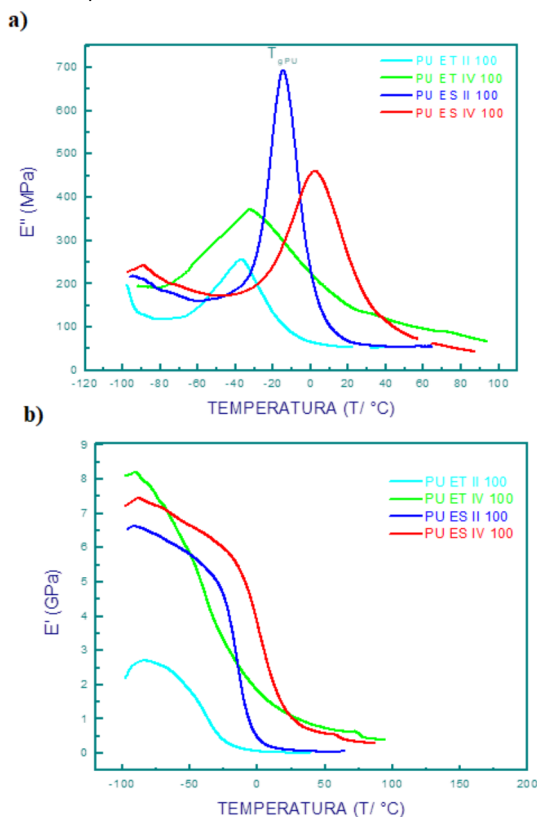 a)
T gPU
700
600
500
400
300
200
100
0
E'' (MPa)
PU ET II 100
PU ET IV 100
PU ES II 100
PU ES IV 100
-120 -100 -80 -60 -40 -20 0 20 40 60 80 100
TEMPERATURA (T/ °C)
b)
9
8
7
6
5
4
3
2
1
0
E' (GPa)
PU ET II 100
PU ET IV 100
PU ES II 100
PU ES IV 100
-100 -50 0 50 100 150 200
TEMPERATURA (T/ °C)